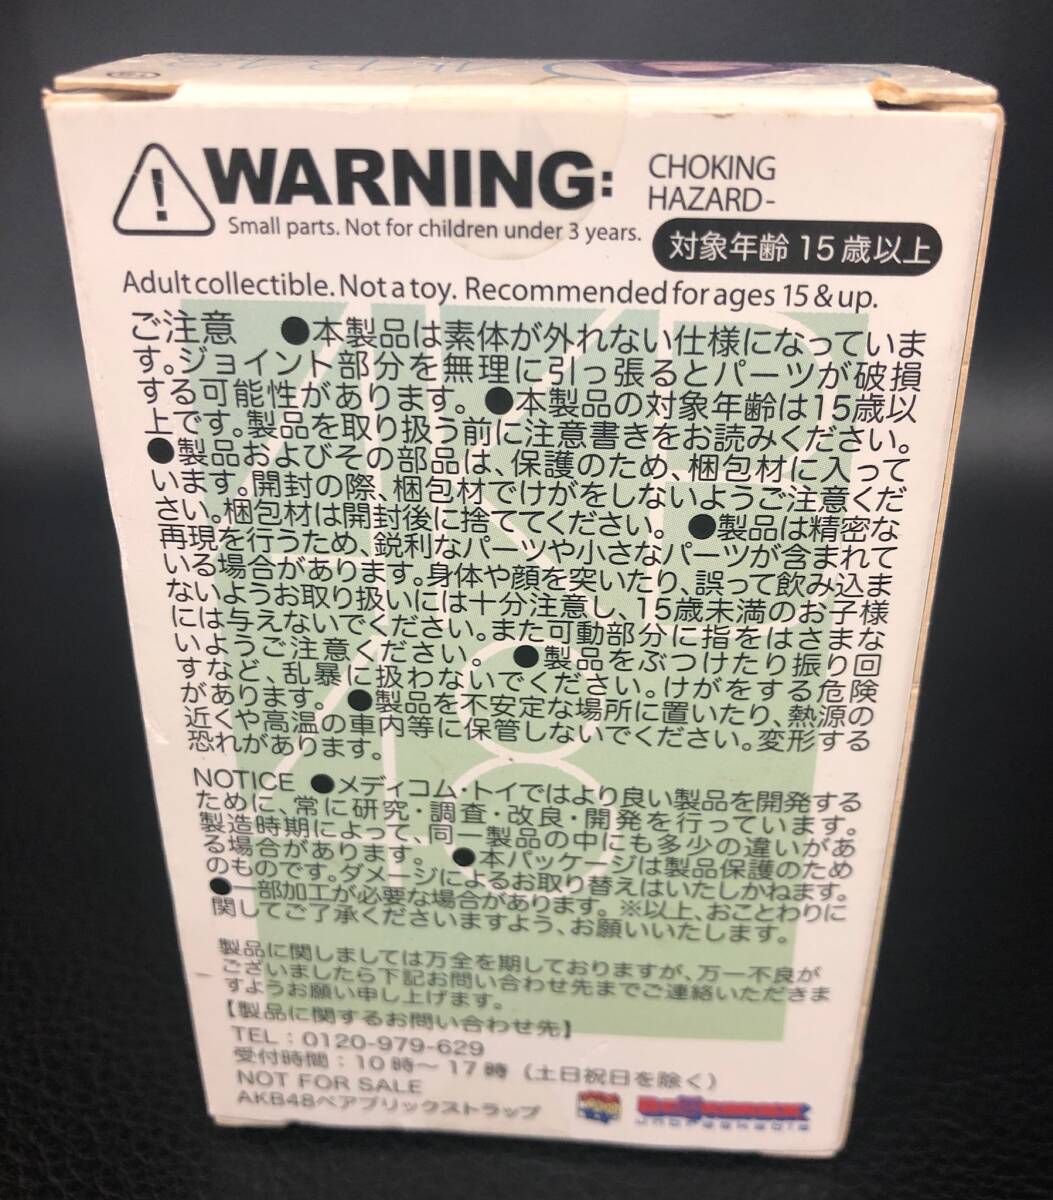 WARNING:
CHOKING
HAZARD-
Small parts. Not for children under 3 years.
対象年齢 15 歳以上
Adult collectible. Not a toy. Recommended for ages 15 & up.
ご注意 ●本製品は素体が外れない仕様になっていま
す。ジョイント部分を無理に引っ張るとパーツが破損
する可能性があります。●本製品の対象年齢は15歳以
上です。製品を取り扱う前に注意書きをお読みください。
●製品およびその部品は、保護のため、梱包材に入って
います。開封の際、梱包材でけがをしないようご注意くだ
さい。梱包材は開封後に捨ててください。 ●製品は精密な
再現を行うため、鋭利なパーツや小さなパーツが含まれて
いる場合があります。身体や顔を突いたり、誤って飲み込ま
ないようお取り扱いには十分注意し、15歳未満のお子様
には与えないでください。また可動部分に指をはさまな
いようご注意ください。 ●製品をぶつけたり振り回
すなど、乱暴に扱わないでください。けがをする危険
があります。 ●製品を不安定な場所に置いたり、熱源の
近くや高温の車内等に保管しないでください。変形する
恐れがあります。
NOTICE ●メディコム・トイではより良い製品を開発する
ために、常に研究・調査・改良・開発を行っています。
製造時期によって、同一製品の中にも多少の違いがあ
る場合があります。 ●本パッケージは製品保護のため
のものです。ダメージによるお取り替えはいたしかねます。
●一部加工が必要な場合があります。※以上、おことわりに
関してご了承くださいますよう、お願いいたします。
製品に関しましては万全を期しておりますが、万一不良が
ございましたら下記お問い合わせ先までご連絡いただきま
すようお願い申し上げます。
【製品に関するお問い合わせ先】
TEL：0120-979-629
受付時間：10時～17時（土日祝日を除く）
NOT FOR SALE
AKB48ベアブリックストラップ
AKB
48